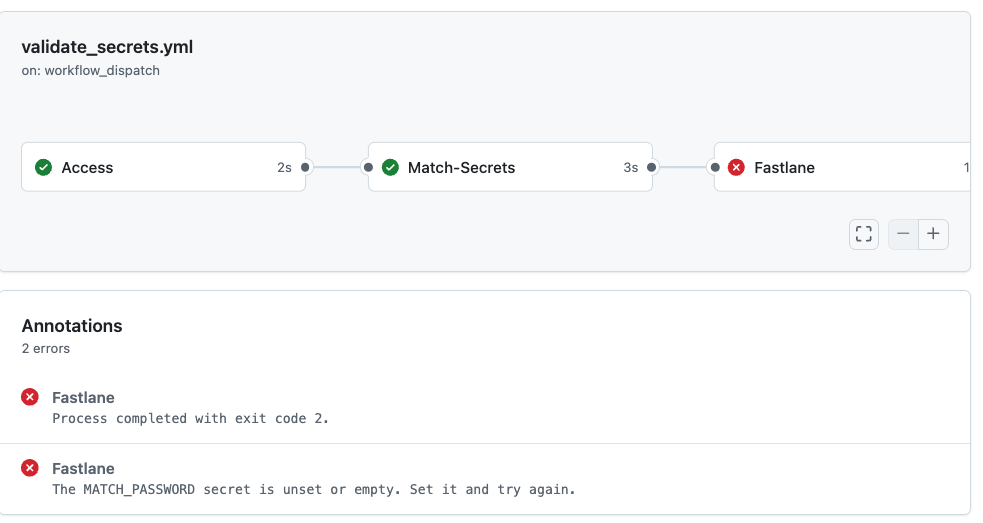 validate_secrets.yml
on: workflow_dispatch
Access 2s
Match-Secrets 3s
Fastlane 1
Annotations
2 errors
Fastlane
Process completed with exit code 2.
Fastlane
The MATCH_PASSWORD secret is unset or empty. Set it and try again.